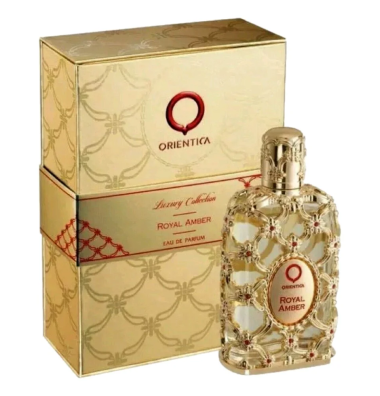 ORIENTICA
Luxury Collection
ROYAL AMBER
EAU DE PARFUM
ORIENTICA
ROYAL
AMBER